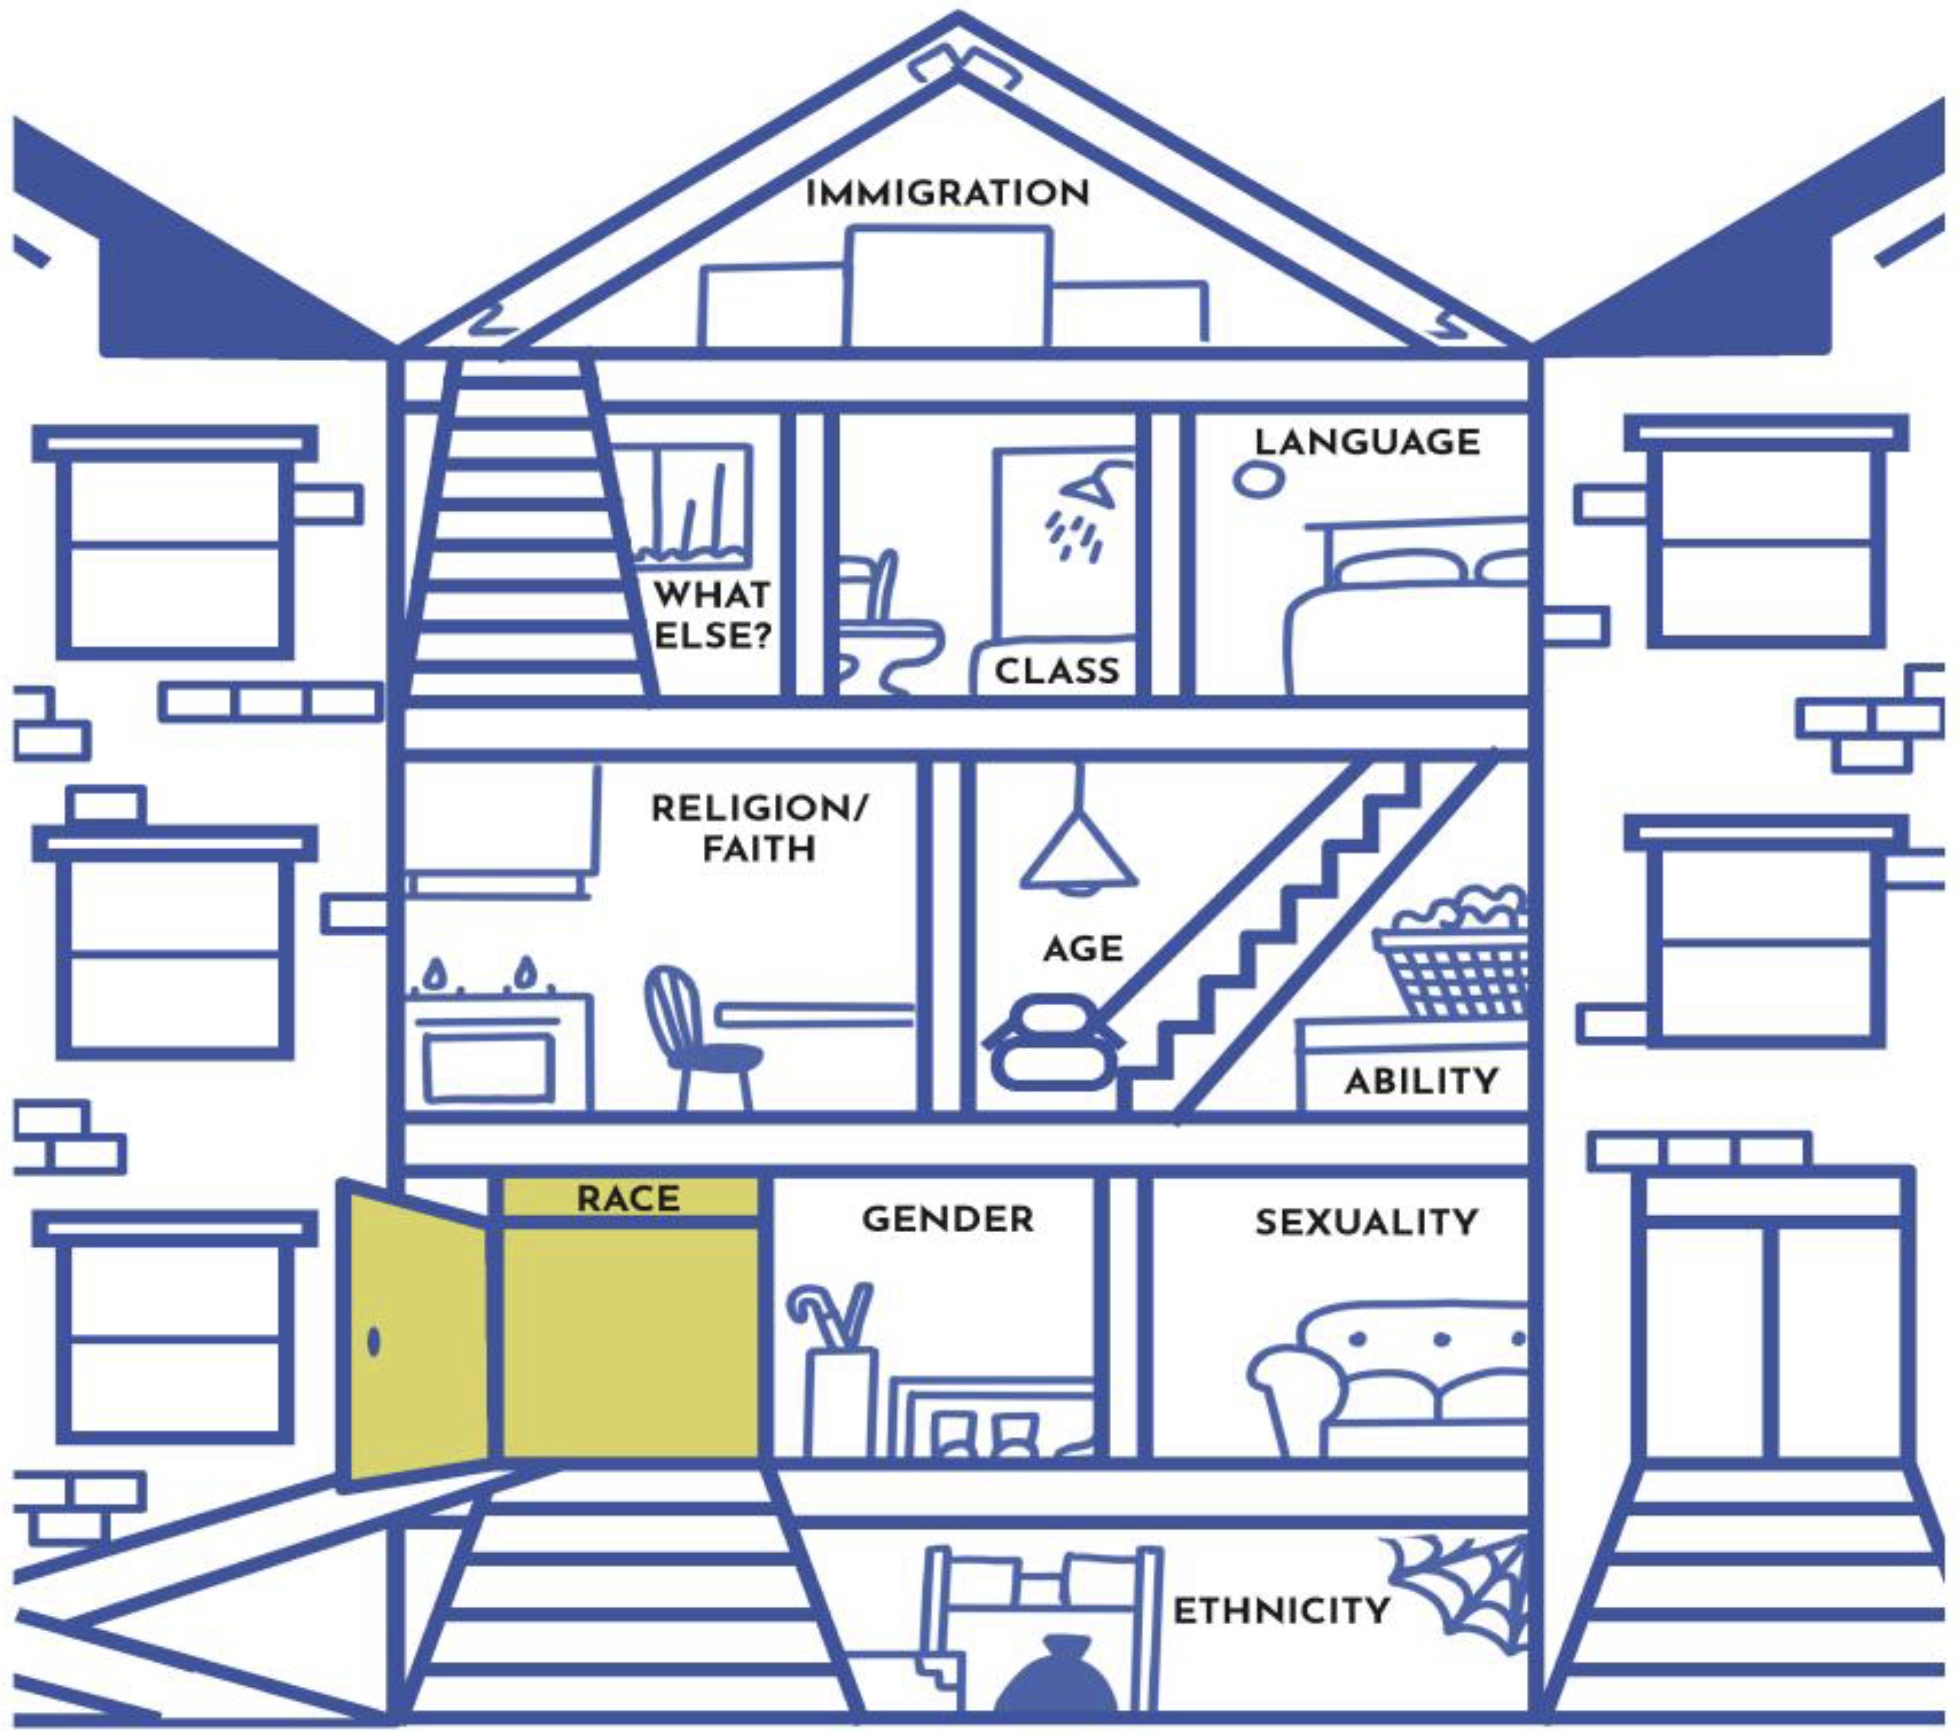 IMMIGRATION
LANGUAGE
WHAT
ELSE?
CLASS
RELIGION/
FAITH
AGE
ABILITY
RACE
GENDER
SEXUALITY
ETHNICITY